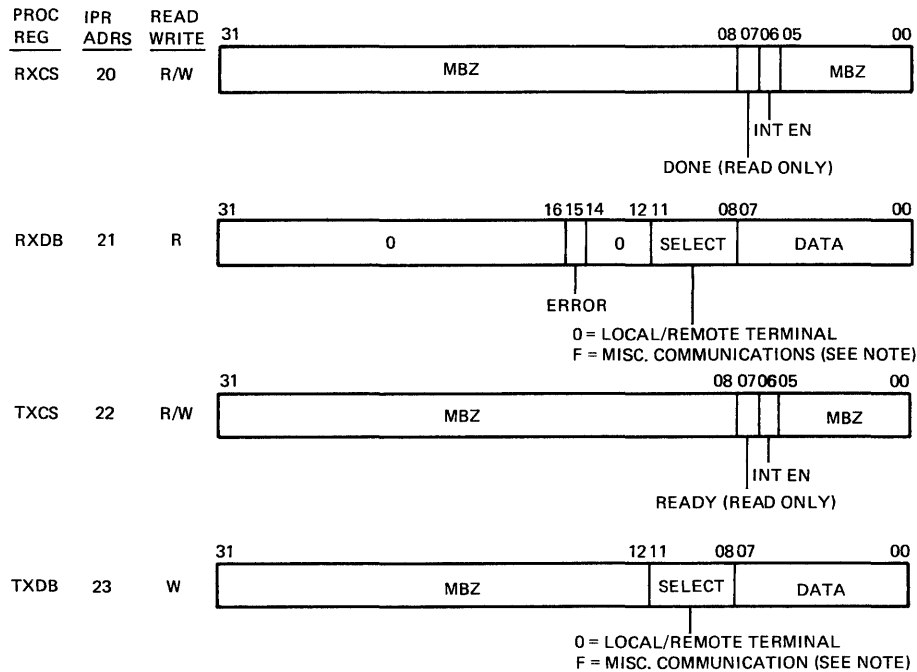 PROC IPR READ
REG ADRS WRITE
31 08 07 06 05 00
RXCS 20 R/W MBZ MBZ
INT EN
DONE (READ ONLY)
31 16 15 14 12 11 08 07 00
RXDB 21 R 0 0 SELECT DATA
ERROR
0 = LOCAL/REMOTE TERMINAL
F = MISC. COMMUNICATIONS (SEE NOTE)
31 08 07 06 05 00
TXCS 22 R/W MBZ MBZ
INT EN
READY (READ ONLY)
31 12 11 08 07 00
TXDB 23 W MBZ SELECT DATA
0 = LOCAL/REMOTE TERMINAL
F = MISC. COMMUNICATION (SEE NOTE)